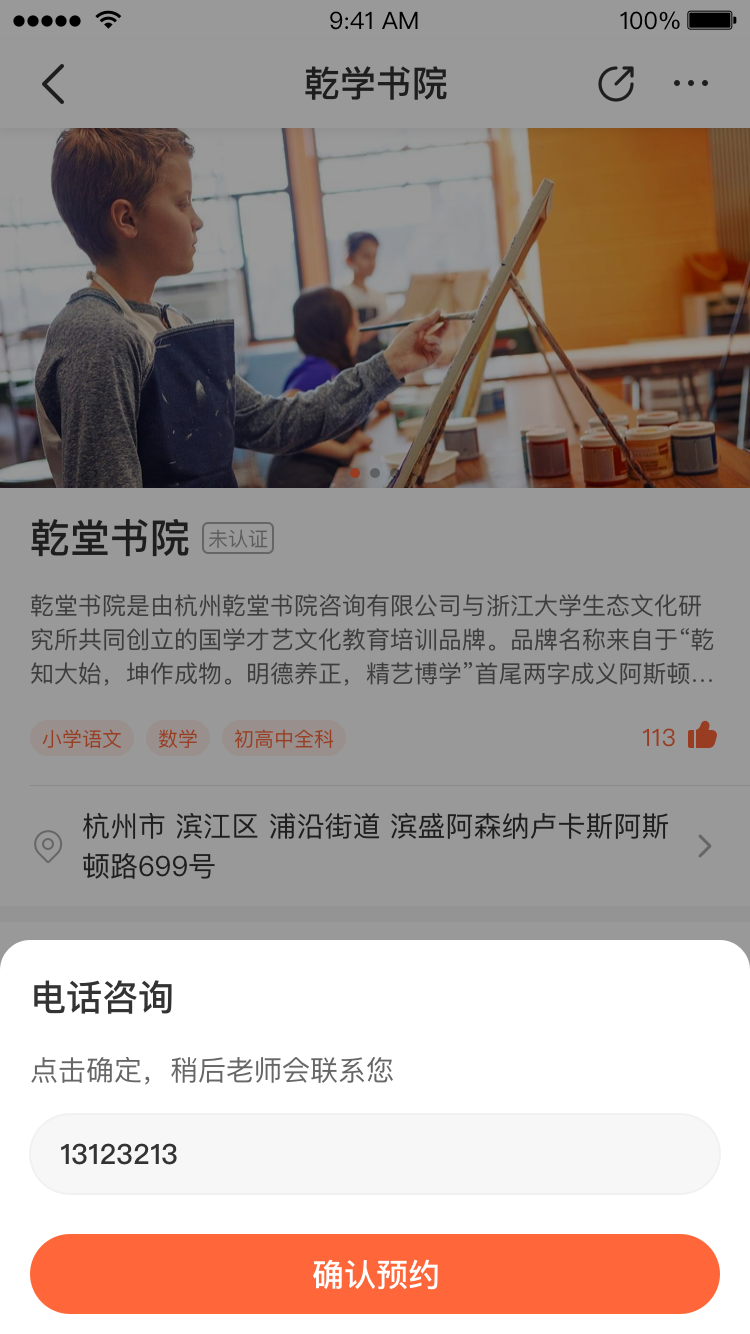 9:41 AM
100%
乾学书院
乾堂书院 未认证
乾堂书院是由杭州乾堂书院咨询有限公司与浙江大学生态文化研
究所共同创立的国学才艺文化教育培训品牌。品牌名称来自于“乾
知大始，坤作成物。明德养正，精艺博学”首尾两字成义阿斯顿...
小学语文 数学 初高中全科 113
杭州市 滨江区 浦沿街道 滨盛阿森纳卢卡斯阿斯
顿路699号
电话咨询
点击确定，稍后老师会联系您
13123213
确认预约